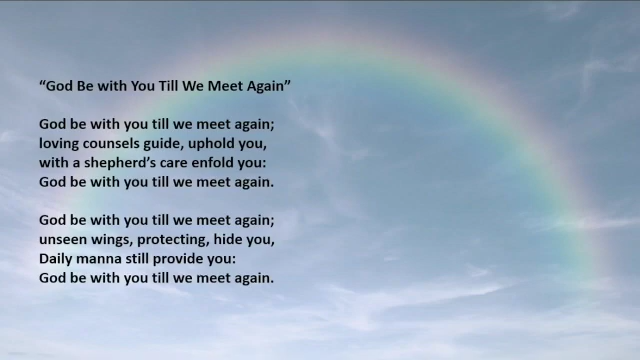 “God Be with You Till We Meet Again”
God be with you till we meet again;
loving counsels guide, uphold you,
with a shepherd’s care enfold you:
God be with you till we meet again.
God be with you till we meet again;
unseen wings, protecting, hide you,
Daily manna still provide you:
God be with you till we meet again.